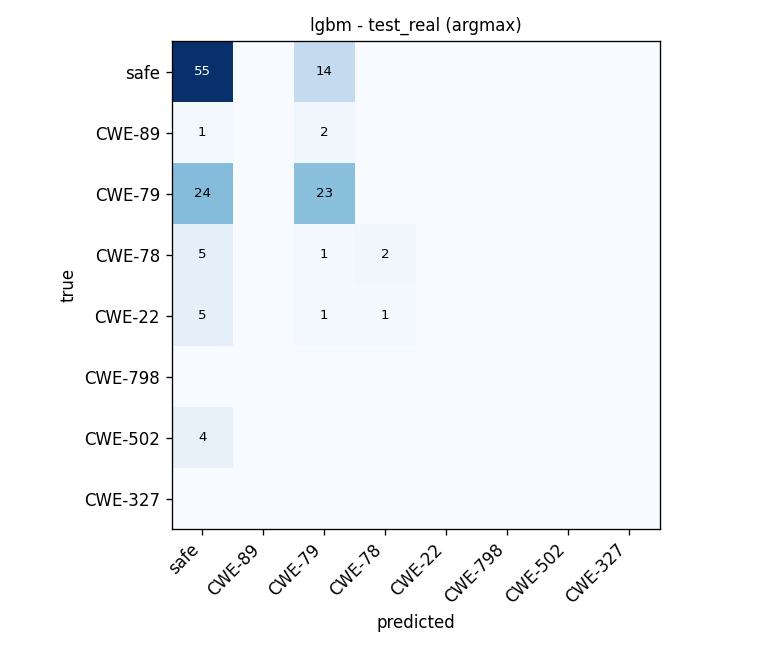 lgbm - test_real (argmax)
safe 55 14
CWE-89 1 2
CWE-79 24 23
CWE-78 5 1 2
CWE-22 5 1 1
CWE-798
CWE-502 4
CWE-327
true
safe CWE-89 CWE-79 CWE-78 CWE-22 CWE-798 CWE-502 CWE-327
predicted